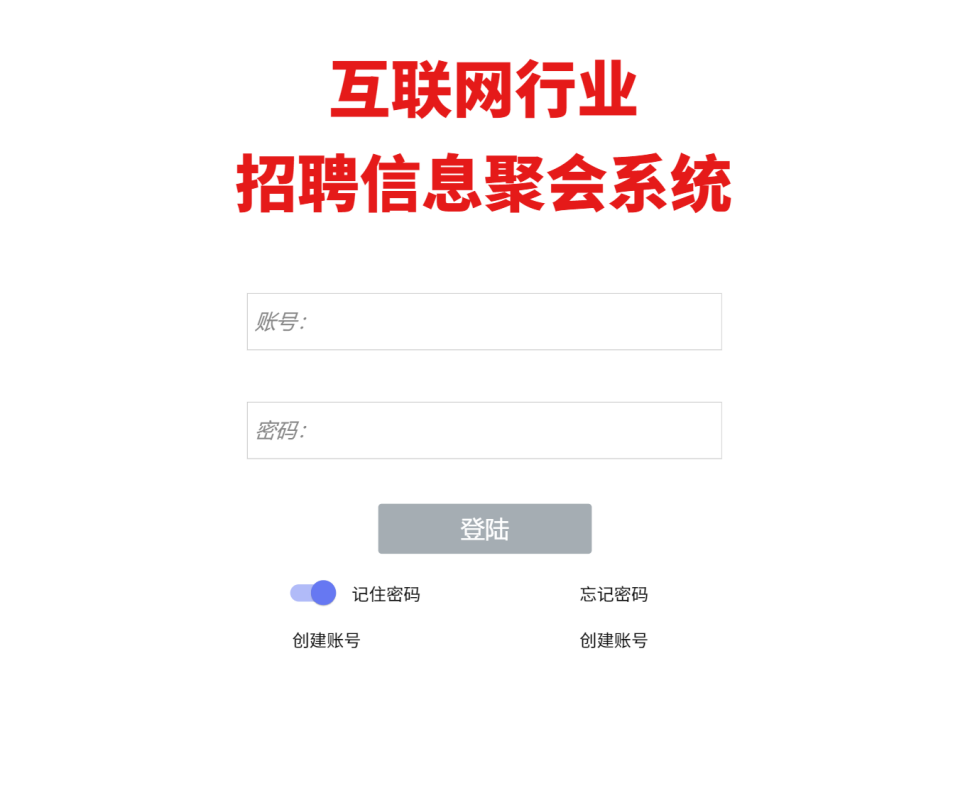 互联网行业
招聘信息聚会系统
账号：
密码：
登陆
记住密码 忘记密码
创建账号 创建账号